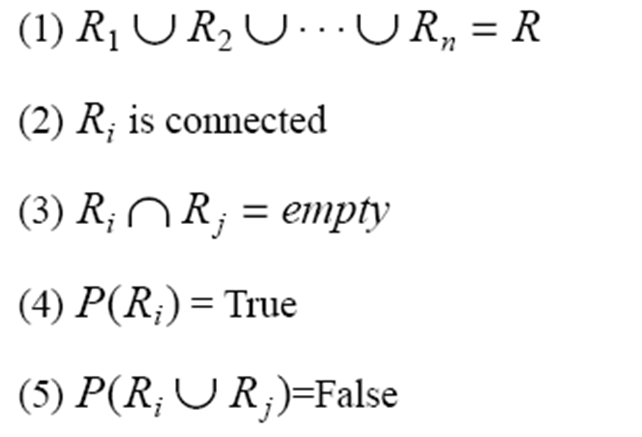 (1) R₁ ∪ R₂ ∪ ··· ∪ Rₙ = R
(2) Rᵢ is connected
(3) Rᵢ ∩ Rⱼ = empty
(4) P(Rᵢ) = True
(5) P(Rᵢ ∪ Rⱼ)=False